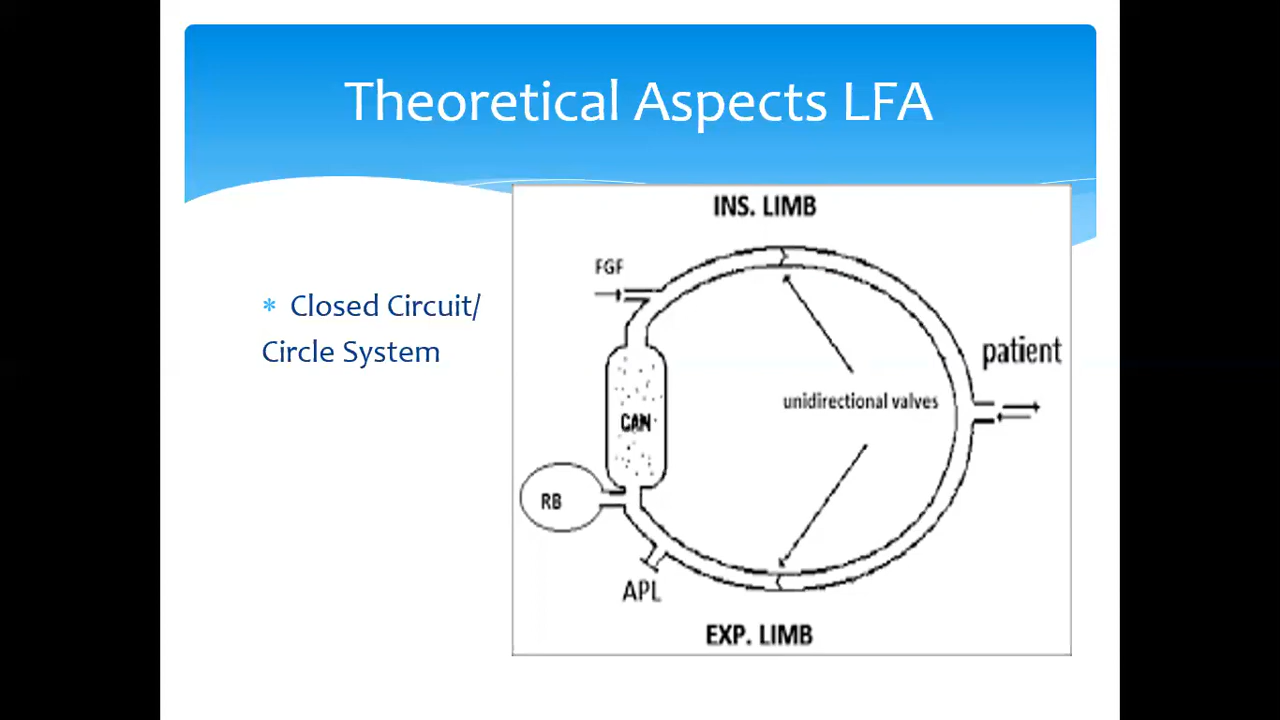 Theoretical Aspects LFA
* Closed Circuit/
Circle System
INS. LIMB
FGF
patient
unidirectional valves
CAN
RB
APL
EXP. LIMB